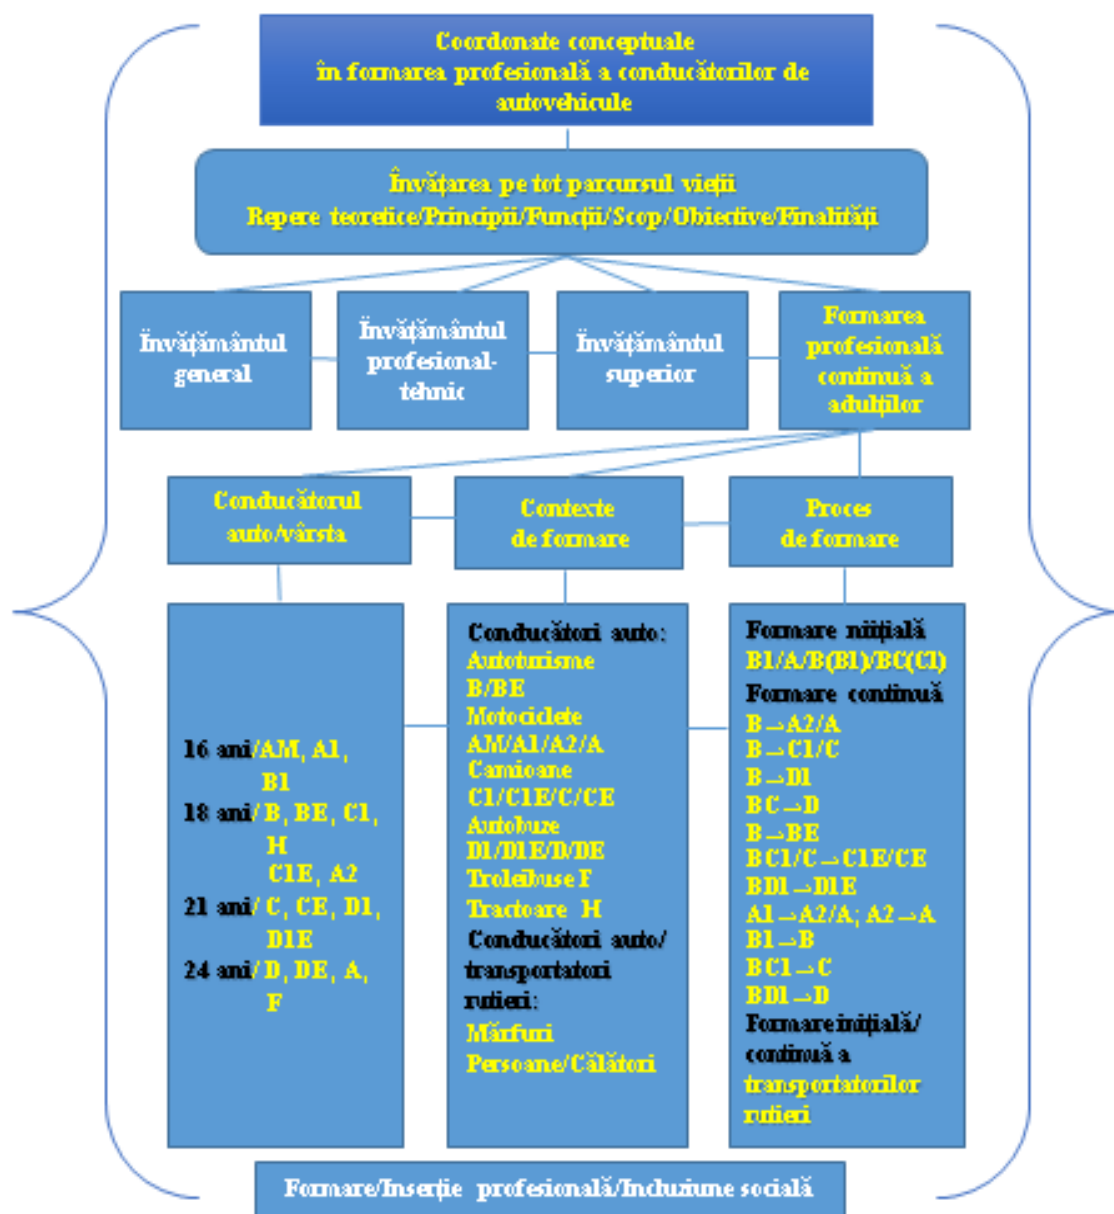 Coordonate conceptuale
în formarea profesională a conducătorilor de
autovehicule
Învățarea pe tot parcursul vieții
Repere teoretice/Principii/Funcții/Scop/Obiective/Finalități
Învățământul
general
Învățământul
profesional-
tehnic
Învățământul
superior
Formarea
profesională
continuă a
adulților
Conducătorul
auto/vârsta
Contexte
de formare
Proces
de formare
16 ani/AM, A1,
B1
18 ani/ B, BE, C1,
H
C1E, A2
21 ani/ C, CE, D1,
D1E
24 ani/ D, DE, A,
F
Conducători auto:
Autoturisme
B/BE
Motociclete
AM/A1/A2/A
Camioane
C1/C1E/C/CE
Autobuze
D1/D1E/D/DE
Troleibuse F
Tractoare H
Conducători auto/
transportatori
rutieri:
Mărfuri
Persoane/Călători
Formare niițială
B1/A/B(B1)/BC(C1)
Formare continuă
B→A2/A
B→C1/C
B→D1
BC→D
B→BE
BC1/C→C1E/CE
BD1→D1E
A1→A2/A; A2→A
B1→B
BC1→C
BD1→D
Formare inițială/
continuă a
transportatorilor
rutieri
Formare/Inserție profesională/Incluziune socială